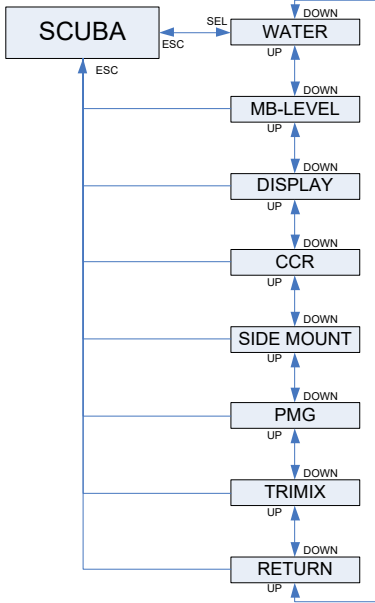 DOWN
SCUBA
SEL
WATER
ESC
UP
ESC
DOWN
MB-LEVEL
UP
DOWN
DISPLAY
UP
DOWN
CCR
UP
DOWN
SIDE MOUNT
UP
DOWN
PMG
UP
DOWN
TRIMIX
UP
DOWN
RETURN
UP